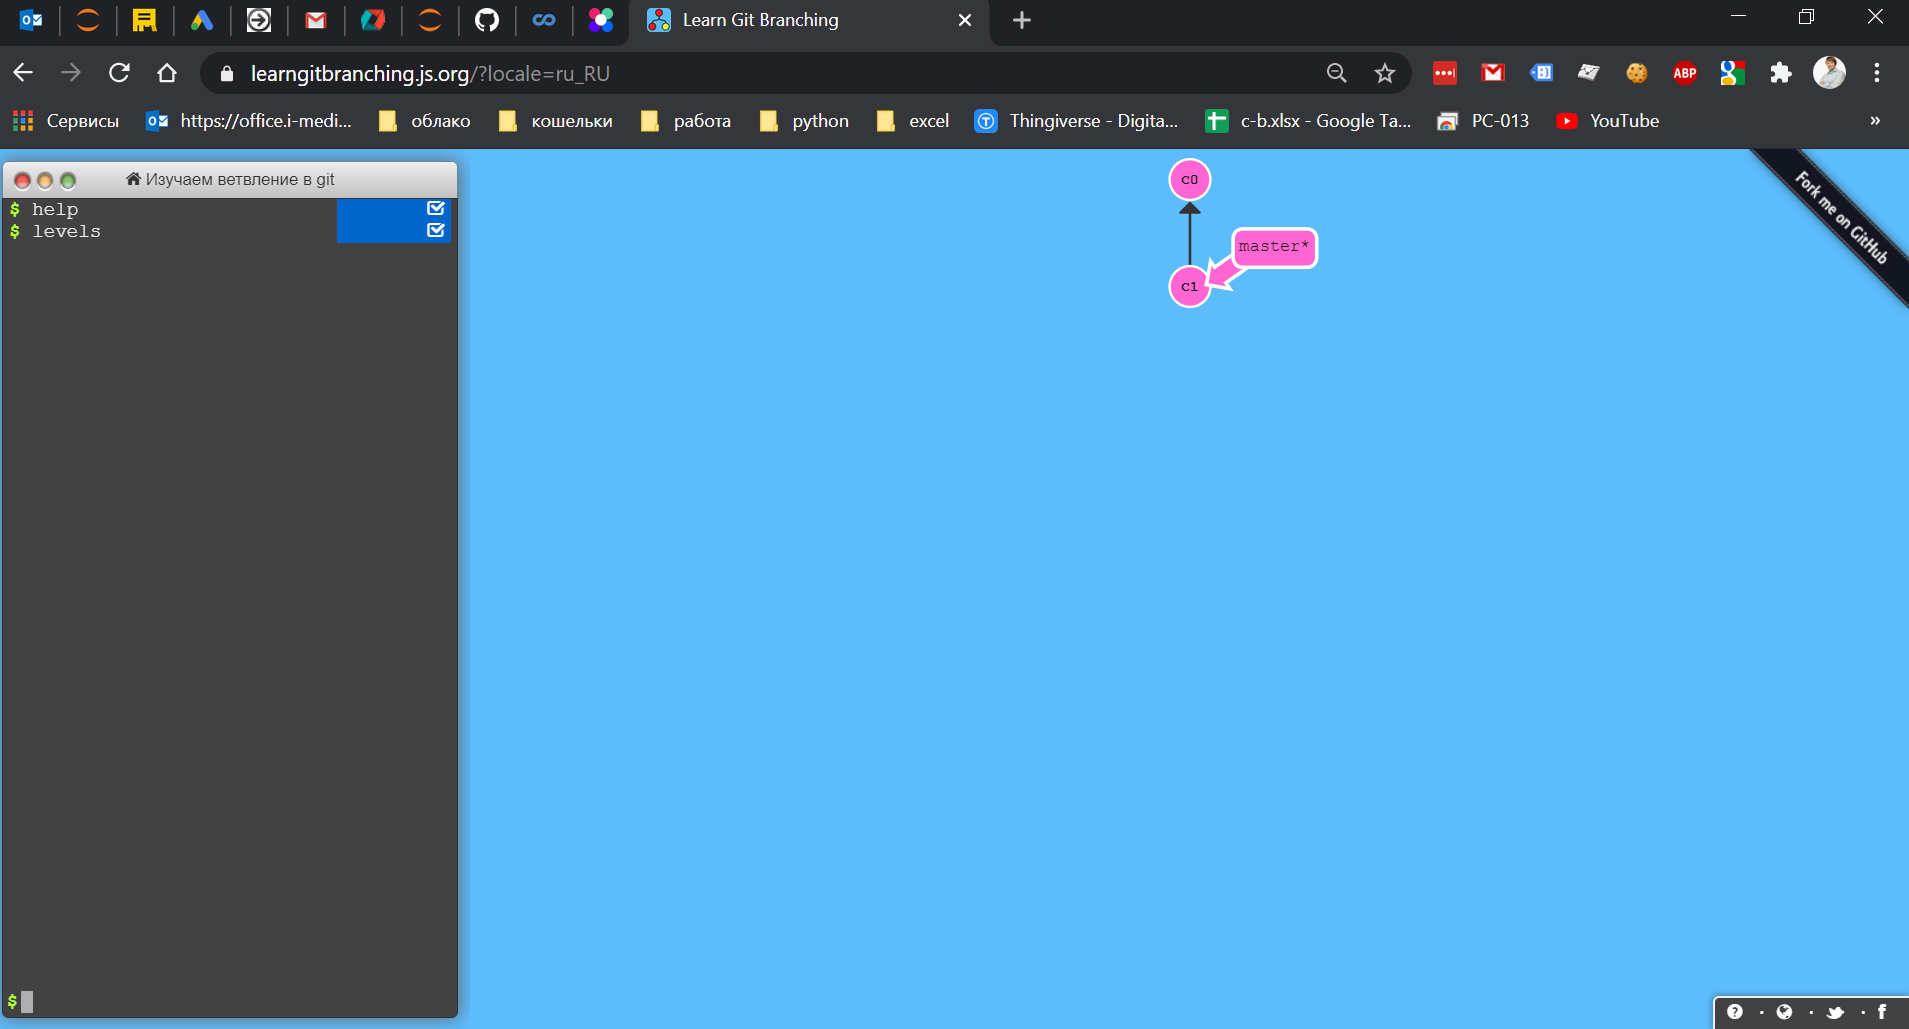 Learn Git Branching
learngitbranching.js.org/?locale=ru_RU
ABP
Сервисы https://office.i-medi... облако кошельки работа python excel Thingiverse - Digita... c-b.xlsx - Google Ta... PC-013 YouTube »
Изучаем ветвление в git
$ help
$ levels
$
c0
master*
c1
Fork me on GitHub